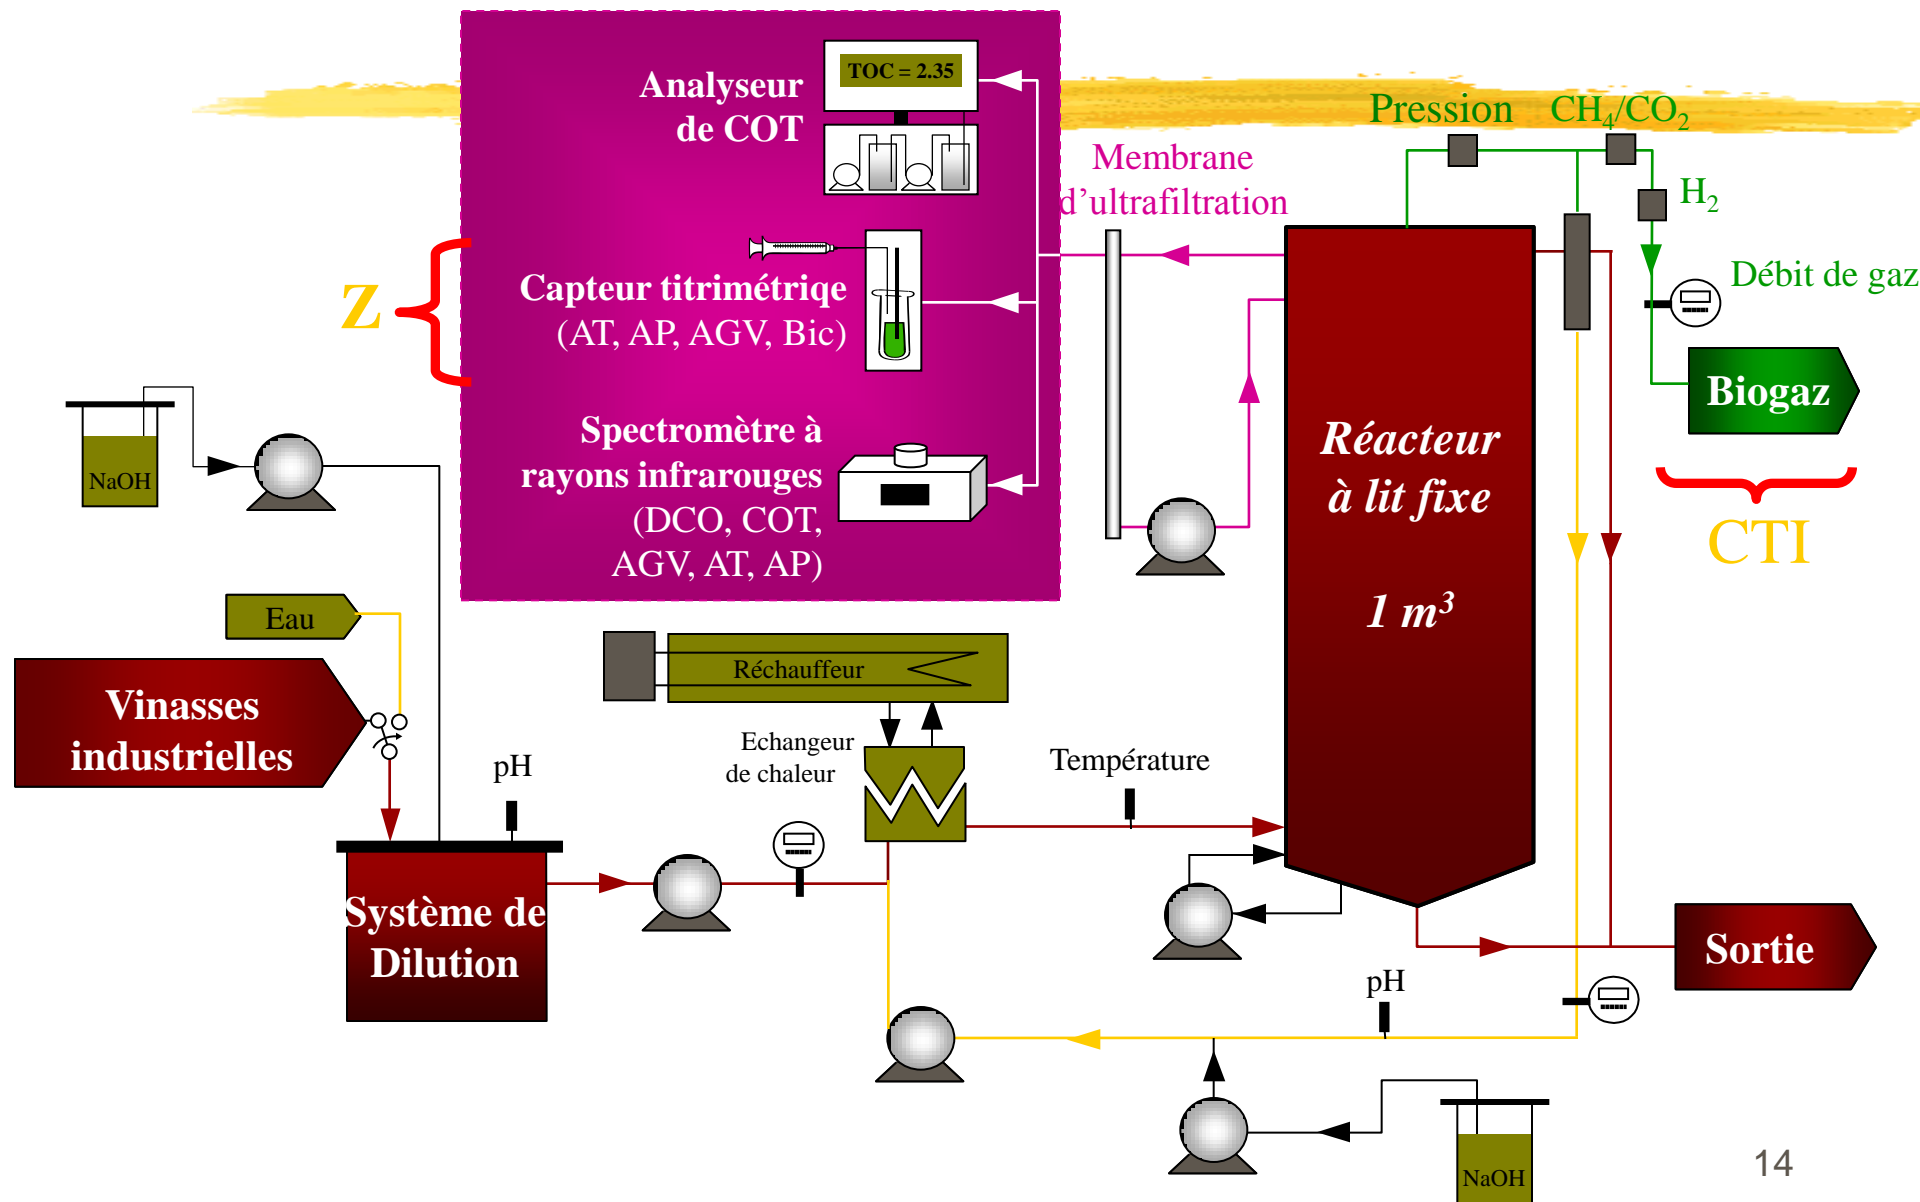 TOC = 2.35
Analyseur
de COT
Pression
CH₄/CO₂
Membrane
d’ultrafiltration
H₂
Z
Capteur titrimétriqe
(AT, AP, AGV, Bic)
Débit de gaz
Biogaz
NaOH
Spectromètre à
rayons infrarouges
(DCO, COT,
AGV, AT, AP)
Réacteur
à lit fixe
1 m³
CTI
Eau
Réchauffeur
Vinasses
industrielles
pH
Echangeur
de chaleur
Température
Système de
Dilution
Sortie
pH
NaOH
14